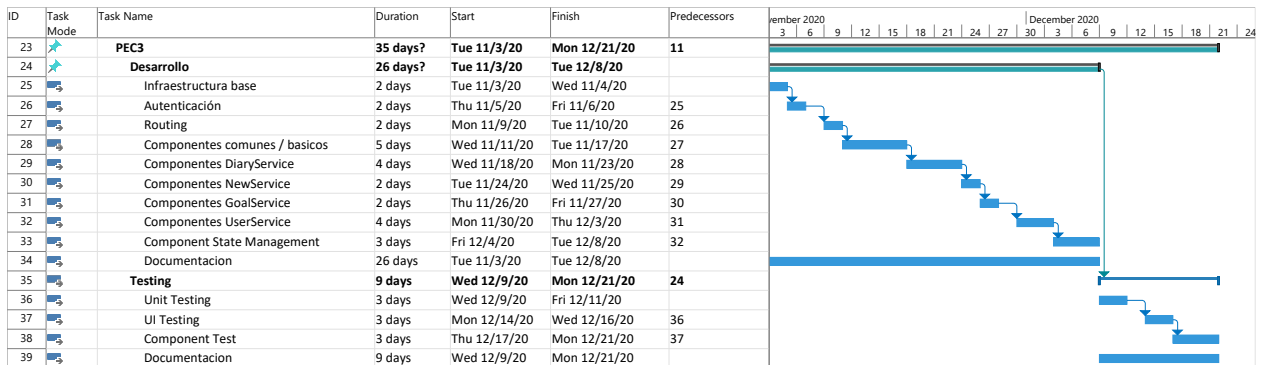 ID Task Mode Task Name Duration Start Finish Predecessors vember 2020 December 2020
3 6 9 12 15 18 21 24 27 30 3 6 9 12 15 18 21 24
23 PEC3 35 days? Tue 11/3/20 Mon 12/21/20 11
24 Desarrollo 26 days? Tue 11/3/20 Tue 12/8/20
25 Infraestructura base 2 days Tue 11/3/20 Wed 11/4/20
26 Autenticación 2 days Thu 11/5/20 Fri 11/6/20 25
27 Routing 2 days Mon 11/9/20 Tue 11/10/20 26
28 Componentes comunes / basicos 5 days Wed 11/11/20 Tue 11/17/20 27
29 Componentes DiaryService 4 days Wed 11/18/20 Mon 11/23/20 28
30 Componentes NewService 2 days Tue 11/24/20 Wed 11/25/20 29
31 Componentes GoalService 2 days Thu 11/26/20 Fri 11/27/20 30
32 Componentes UserService 4 days Mon 11/30/20 Thu 12/3/20 31
33 Component State Management 3 days Fri 12/4/20 Tue 12/8/20 32
34 Documentacion 26 days Tue 11/3/20 Tue 12/8/20
35 Testing 9 days Wed 12/9/20 Mon 12/21/20 24
36 Unit Testing 3 days Wed 12/9/20 Fri 12/11/20
37 UI Testing 3 days Mon 12/14/20 Wed 12/16/20 36
38 Component Test 3 days Thu 12/17/20 Mon 12/21/20 37
39 Documentacion 9 days Wed 12/9/20 Mon 12/21/20